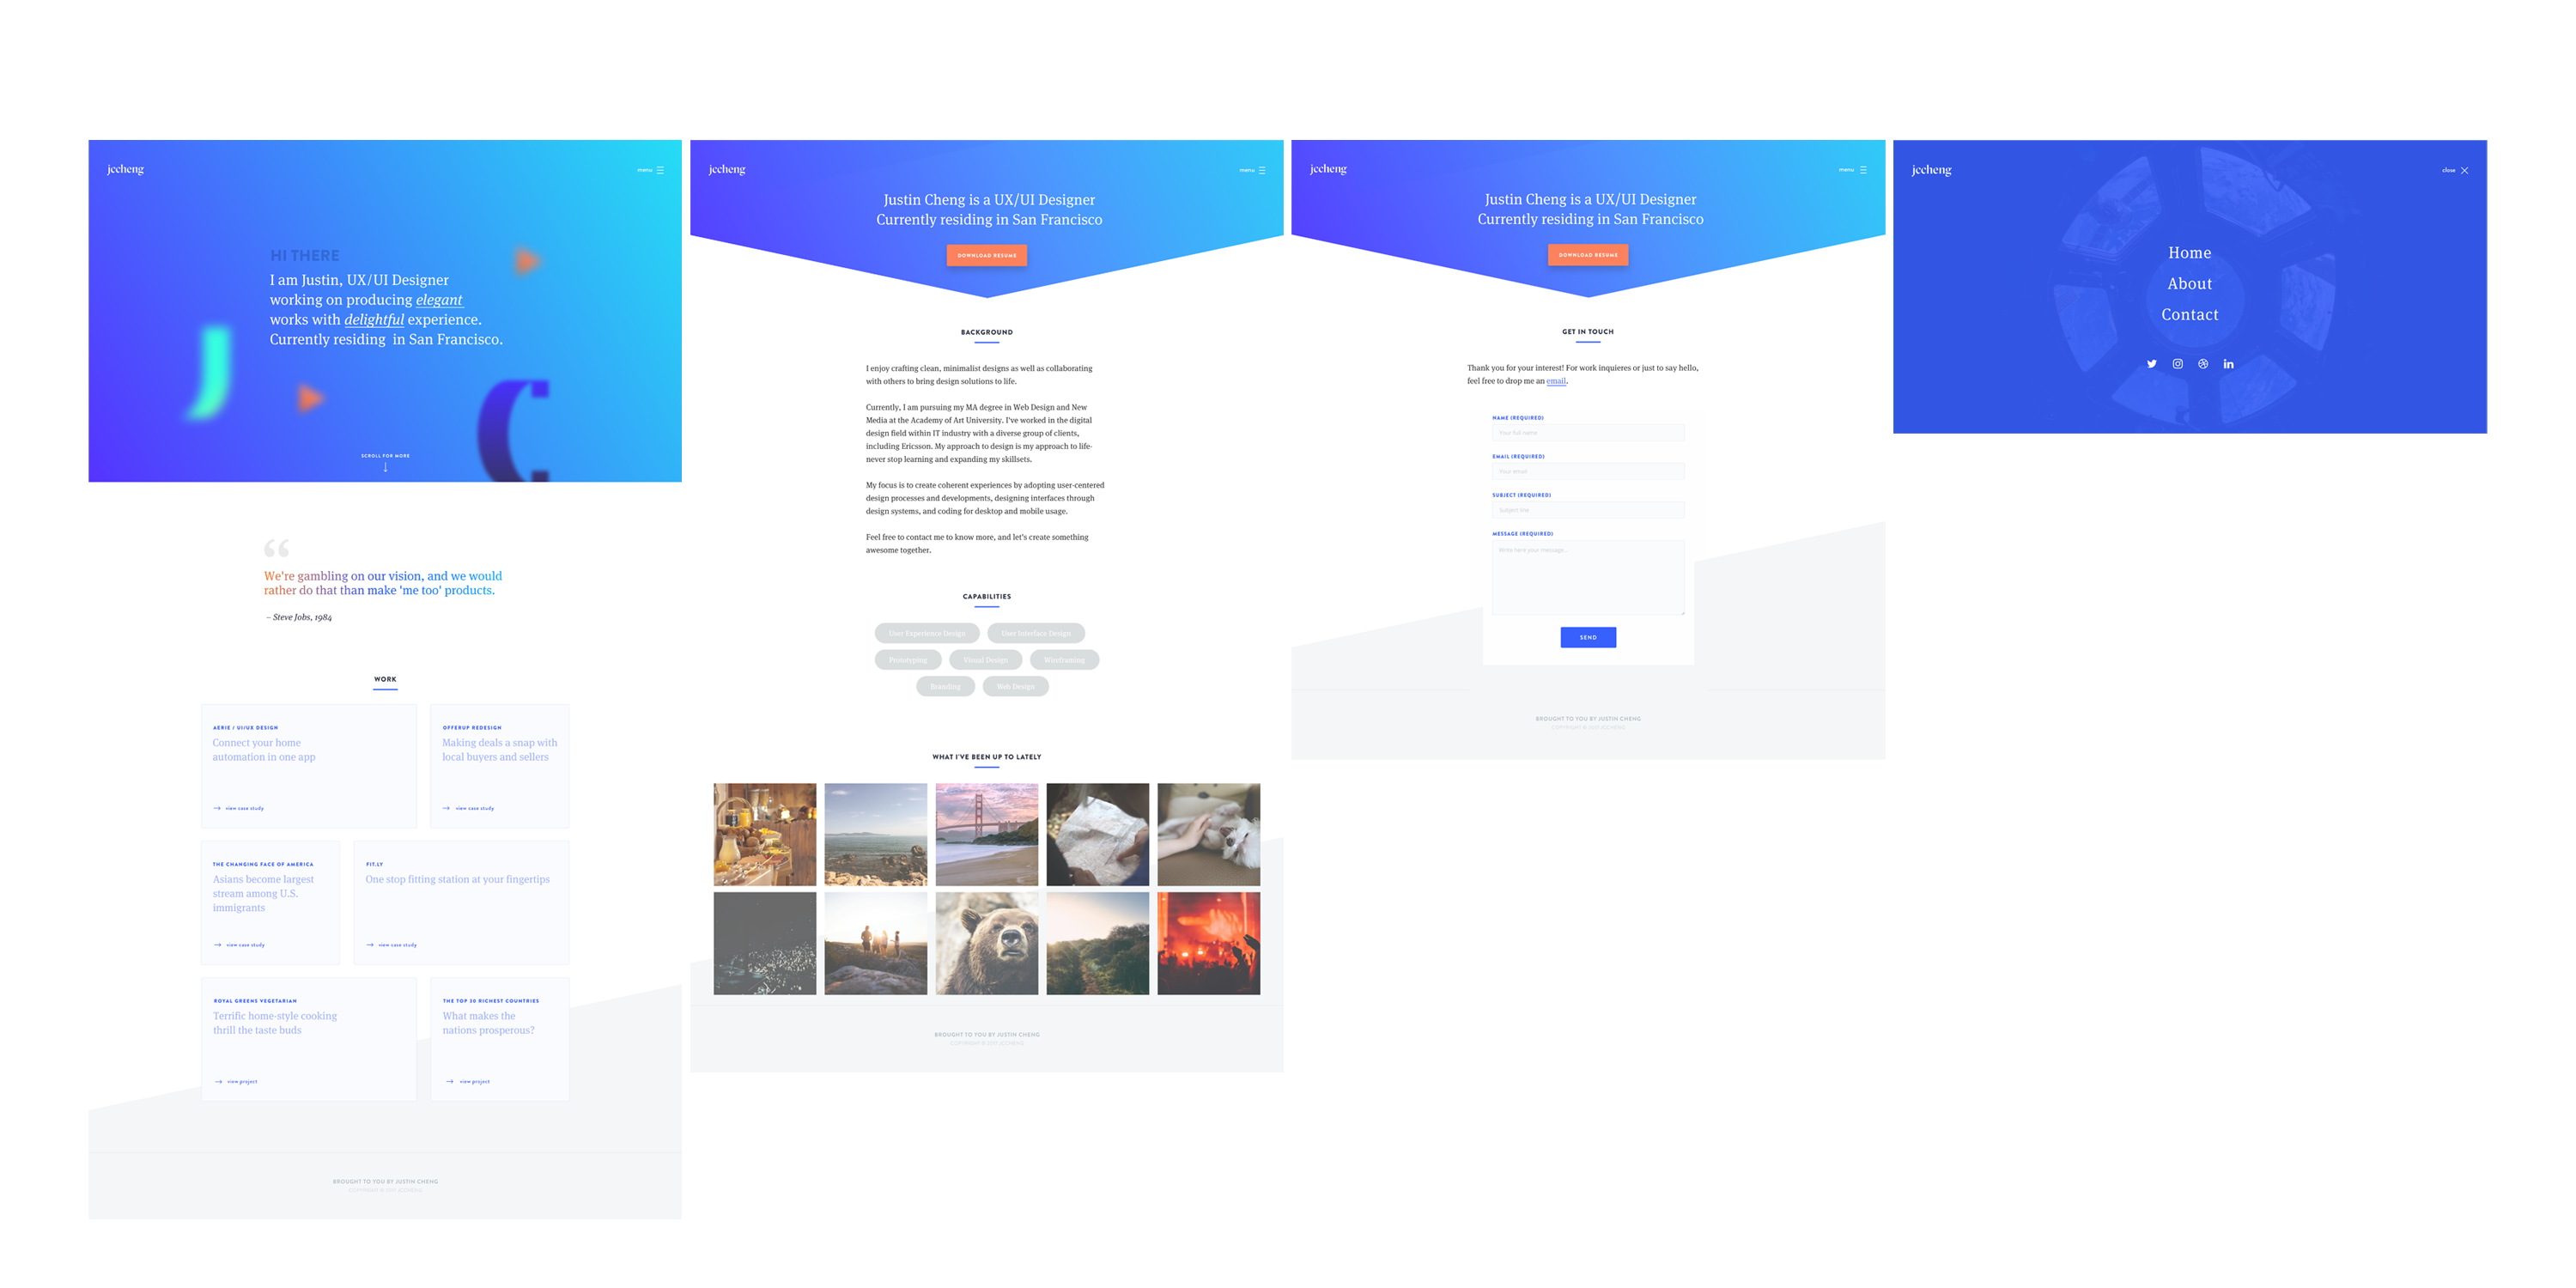 jccheng
menu
HI THERE
I am Justin, UX/UI Designer
working on producing elegant
works with delightful experience.
Currently residing in San Francisco.
SCROLL FOR MORE
“
We're gambling on our vision, and we would
rather do that than make 'me too' products.
– Steve Jobs, 1984
WORK
AERIE / UI/UX DESIGN
Connect your home
automation in one app
view case study
OFFERUP REDESIGN
Making deals a snap with
local buyers and sellers
view case study
THE CHANGING FACE OF AMERICA
Asians become largest
stream among U.S.
immigrants
view case study
FIT.LY
One stop fitting station at your fingertips
view case study
ROYAL GREENS VEGETARIAN
Terrific home-style cooking
thrill the taste buds
view project
THE TOP 30 RICHEST COUNTRIES
What makes the
nations prosperous?
view project
BROUGHT TO YOU BY JUSTIN CHENG
COPYRIGHT © 2017 JCCHENG
jccheng
menu
Justin Cheng is a UX/UI Designer
Currently residing in San Francisco
DOWNLOAD RESUME
BACKGROUND
I enjoy crafting clean, minimalist designs as well as collaborating
with others to bring design solutions to life.
Currently, I am pursuing my MA degree in Web Design and New
Media at the Academy of Art University. I've worked in the digital
design field within IT industry with a diverse group of clients,
including Ericsson. My approach to design is my approach to life-
never stop learning and expanding my skillsets.
My focus is to create coherent experiences by adopting user-centered
design processes and developments, designing interfaces through
design systems, and coding for desktop and mobile usage.
Feel free to contact me to know more, and let's create something
awesome together.
CAPABILITIES
User Experience Design
User Interface Design
Prototyping
Visual Design
Wireframing
Branding
Web Design
WHAT I'VE BEEN UP TO LATELY
BROUGHT TO YOU BY JUSTIN CHENG
COPYRIGHT © 2017 JCCHENG
jccheng
menu
Justin Cheng is a UX/UI Designer
Currently residing in San Francisco
DOWNLOAD RESUME
GET IN TOUCH
Thank you for your interest! For work inquieres or just to say hello,
feel free to drop me an email.
NAME (REQUIRED)
Your full name
EMAIL (REQUIRED)
Your email
SUBJECT (REQUIRED)
Subject line
MESSAGE (REQUIRED)
Write here your message...
SEND
BROUGHT TO YOU BY JUSTIN CHENG
COPYRIGHT © 2017 JCCHENG
jccheng
close
Home
About
Contact